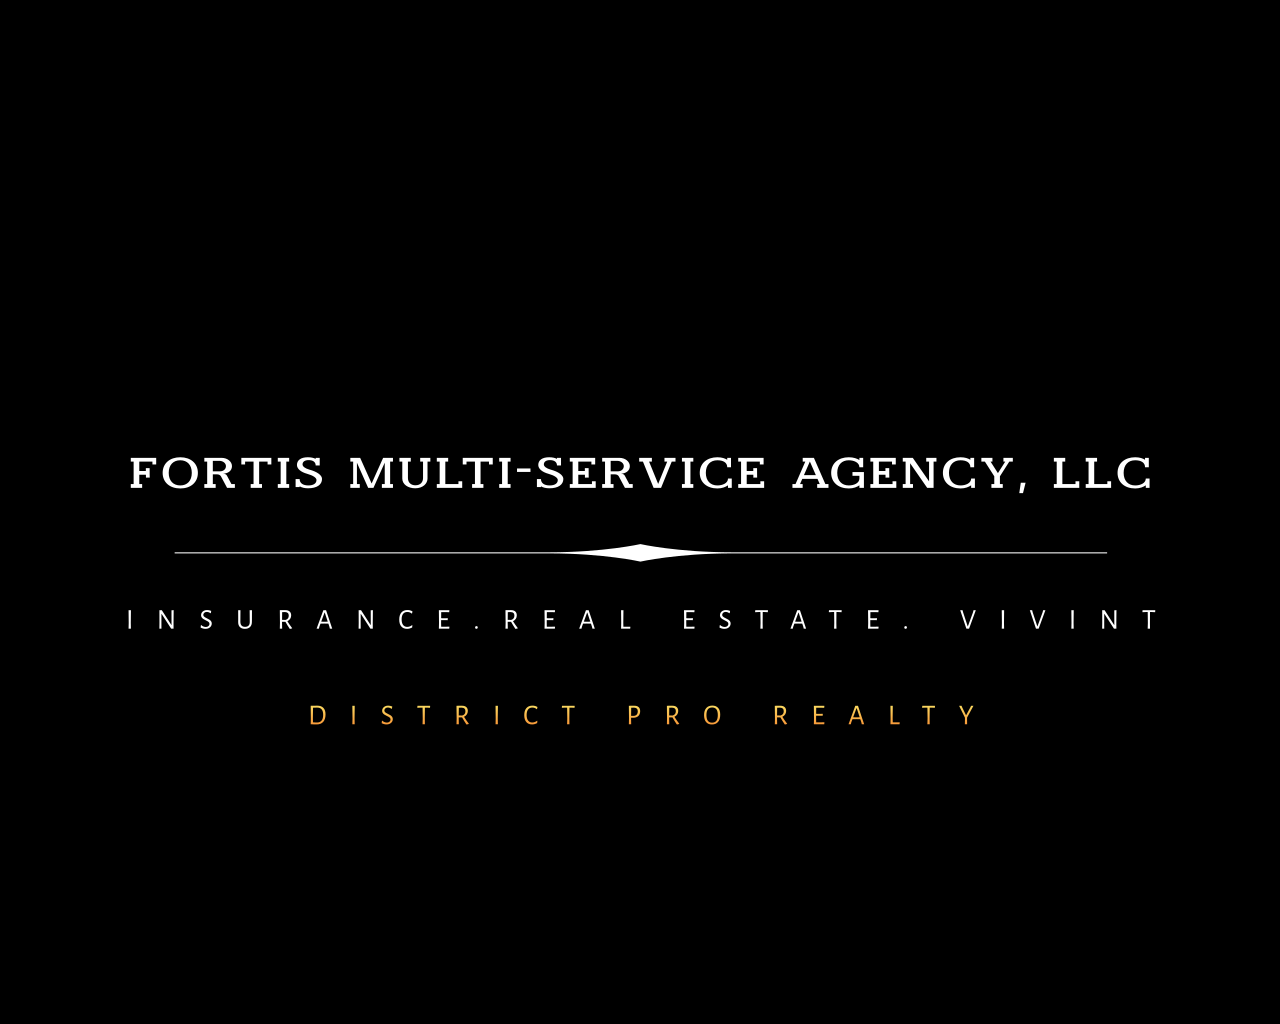 FORTIS MULTI-SERVICE AGENCY, LLC
INSURANCE.REAL ESTATE. VIVINT
DISTRICT PRO REALTY